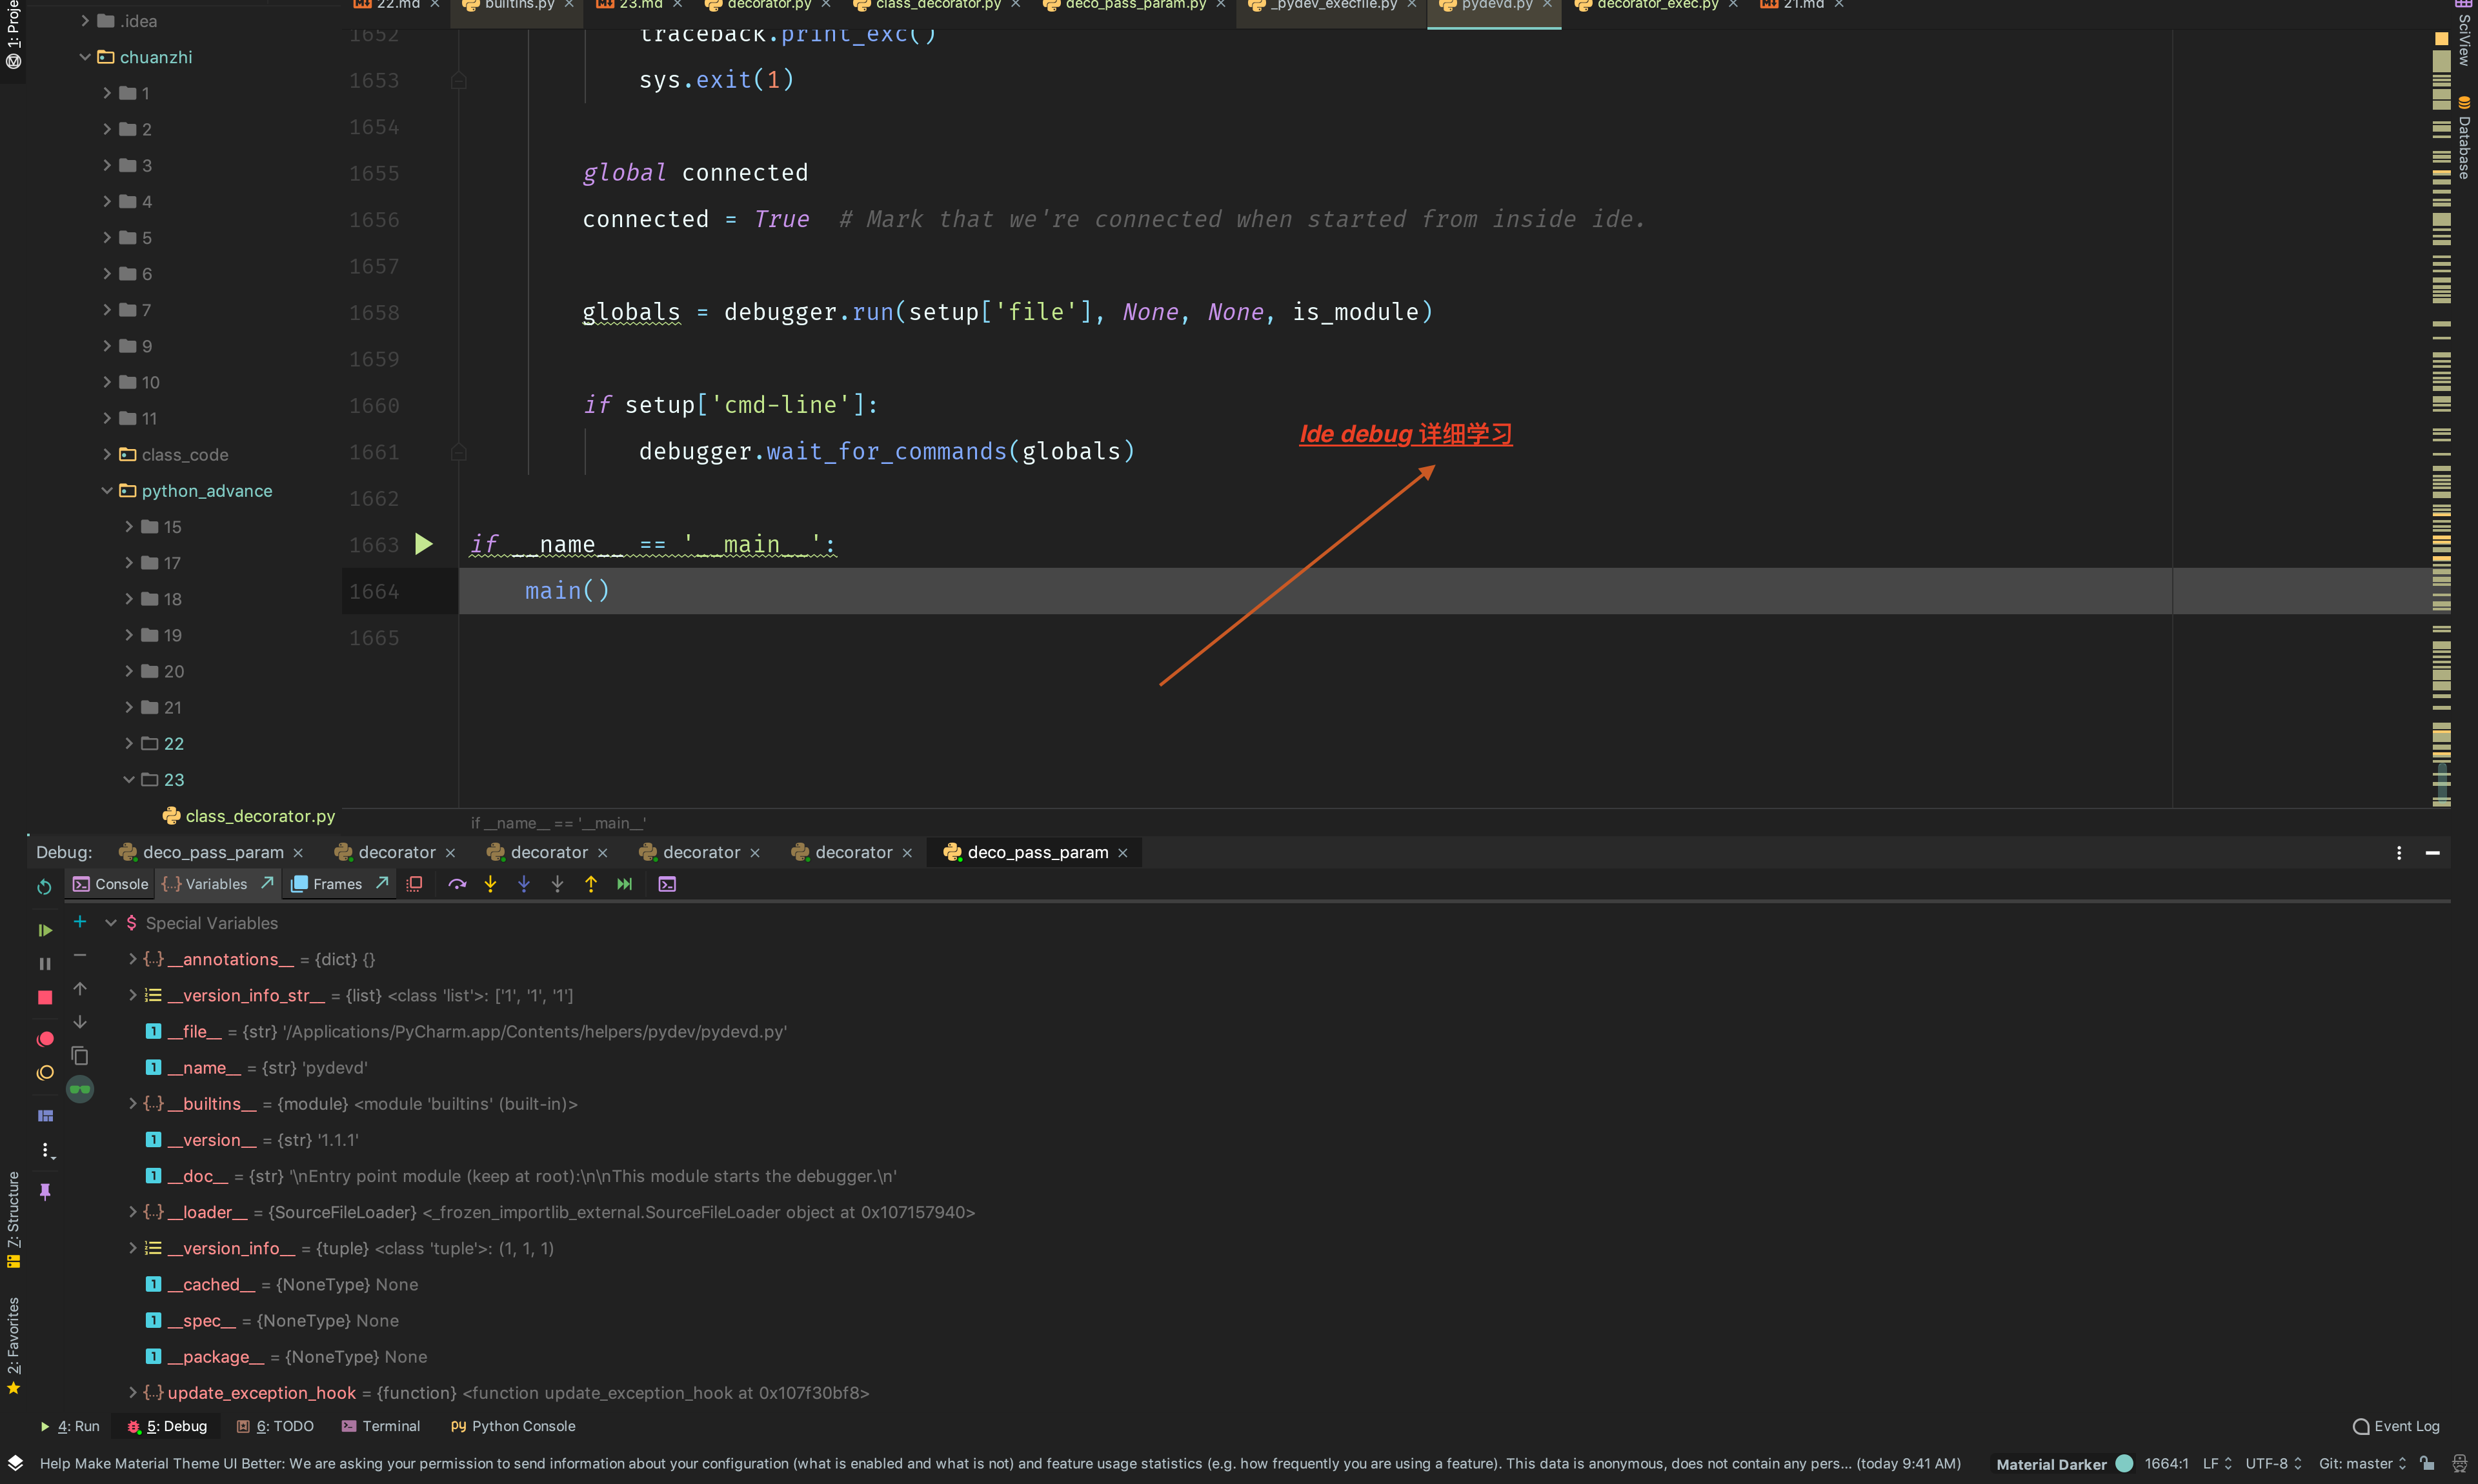 1: Proje
.idea
chuanzhi
1
2
3
4
5
6
7
9
10
11
class_code
python_advance
15
17
18
19
20
21
22
23
class_decorator.py
22.md
builtins.py
23.md
decorator.py
class_decorator.py
deco_pass_param.py
_pydev_execfile.py
pydevd.py
decorator_exec.py
21.md
SciView
Database
1652 traceback.print_exc()
1653 sys.exit(1)
1654
1655 global connected
1656 connected = True # Mark that we're connected when started from inside ide.
1657
1658 globals = debugger.run(setup['file'], None, None, is_module)
1659
1660 if setup['cmd-line']:
1661 debugger.wait_for_commands(globals)
1662
1663 if __name__ == '__main__':
1664 main()
1665
Ide debug 详细学习
if __name__ == '__main__'
Debug: deco_pass_param decorator decorator decorator decorator deco_pass_param
Console Variables Frames
Special Variables
__annotations__ = {dict} {}
__version_info_str__ = {list} <class 'list'>: ['1', '1', '1']
__file__ = {str} '/Applications/PyCharm.app/Contents/helpers/pydev/pydevd.py'
__name__ = {str} 'pydevd'
__builtins__ = {module} <module 'builtins' (built-in)>
__version__ = {str} '1.1.1'
__doc__ = {str} '\nEntry point module (keep at root):\n\nThis module starts the debugger.\n'
__loader__ = {SourceFileLoader} <_frozen_importlib_external.SourceFileLoader object at 0x107157940>
__version_info__ = {tuple} <class 'tuple'>: (1, 1, 1)
__cached__ = {NoneType} None
__spec__ = {NoneType} None
__package__ = {NoneType} None
update_exception_hook = {function} <function update_exception_hook at 0x107f30bf8>
7: Structure
2: Favorites
4: Run 5: Debug 6: TODO Terminal Python Console Event Log
Help Make Material Theme UI Better: We are asking your permission to send information about your configuration (what is enabled and what is not) and feature usage statistics (e.g. how frequently you are using a feature). This data is anonymous, does not contain any pers... (today 9:41 AM) Material Darker 1664:1 LF UTF-8 Git: master